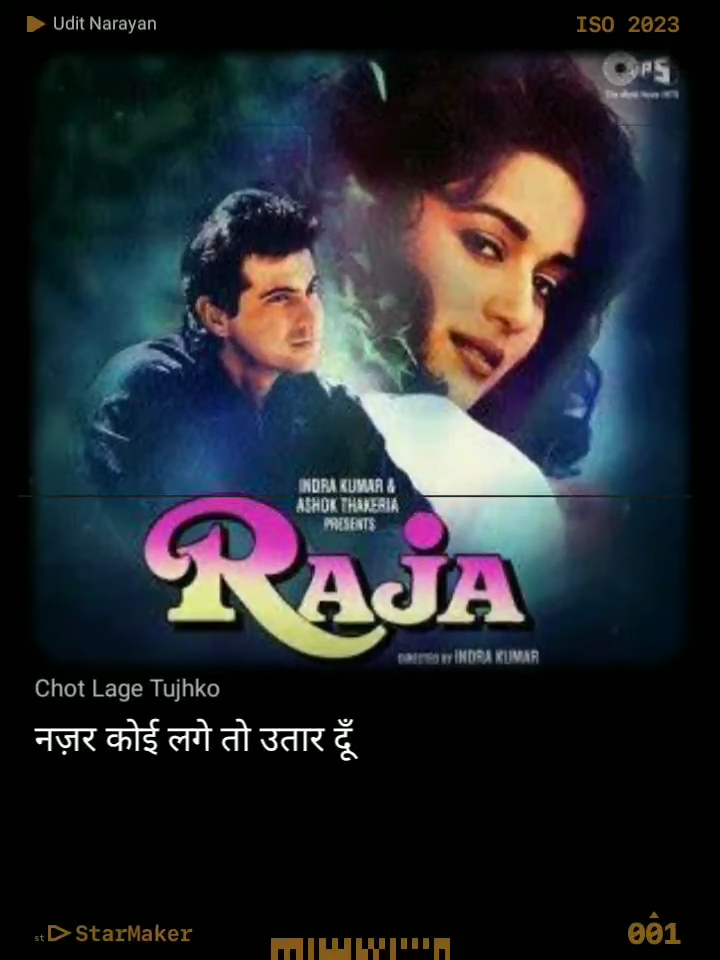 Udit Narayan
ISO 2023
TIPS
INDRA KUMAR &
ASHOK THAKERIA
PRESENTS
RAJA
DIRECTED BY INDRA KUMAR
Chot Lage Tujhko
नज़र कोई लगे तो उतार दूँ
st StarMaker
001